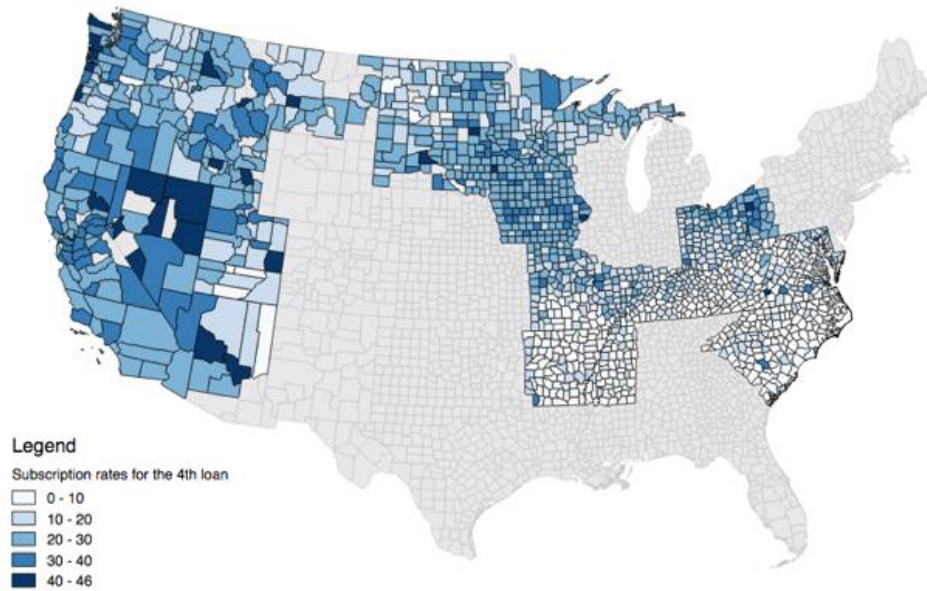 Legend
Subscription rates for the 4th loan
0 - 10
10 - 20
20 - 30
30 - 40
40 - 46